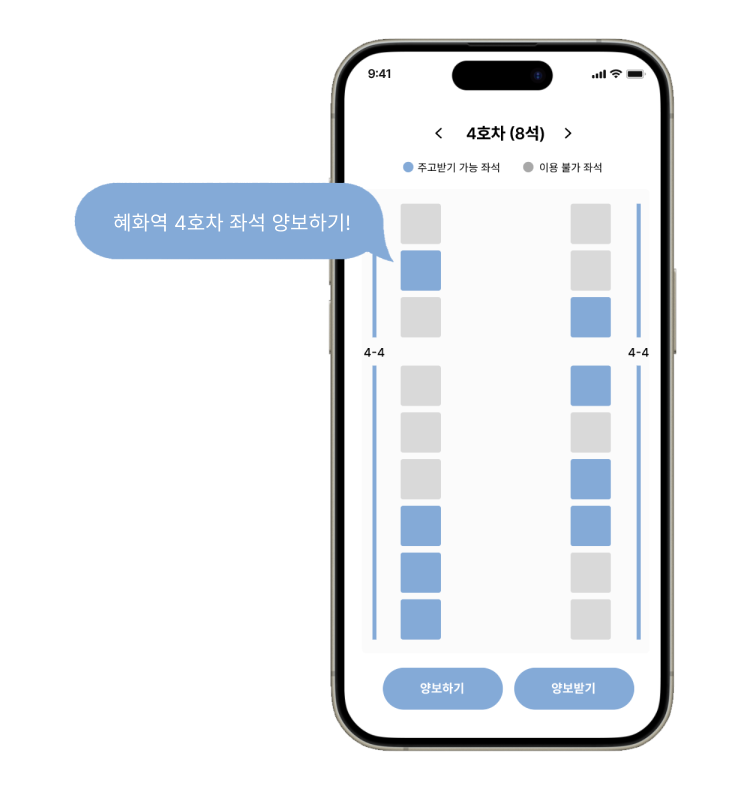 9:41
4호차 (8석)
주고받기 가능 좌석
이용 불가 좌석
혜화역 4호차 좌석 양보하기!
4-4
4-4
양보하기
양보받기